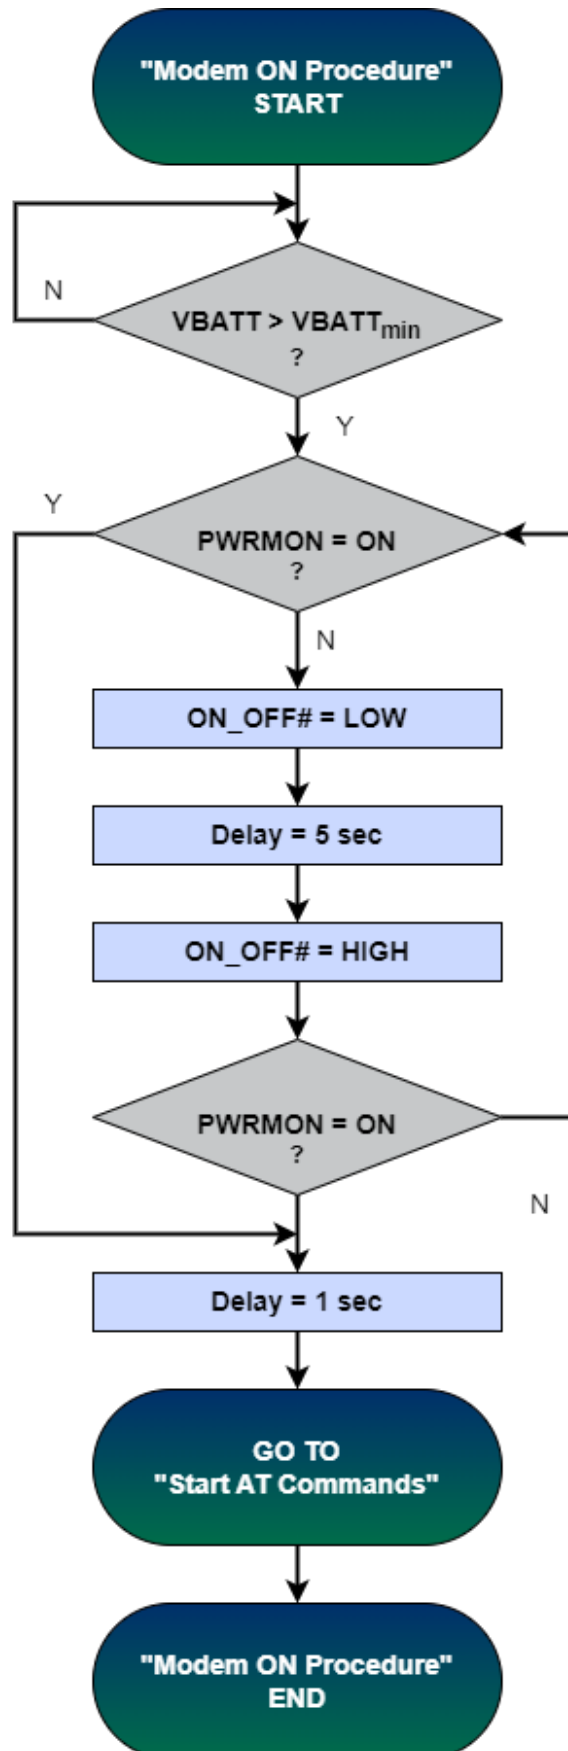 "Modem ON Procedure"
START
N
VBATT > VBATTmin
?
Y
Y
PWRMON = ON
?
N
ON_OFF# = LOW
Delay = 5 sec
ON_OFF# = HIGH
PWRMON = ON
?
N
Delay = 1 sec
GO TO
"Start AT Commands"
"Modem ON Procedure"
END